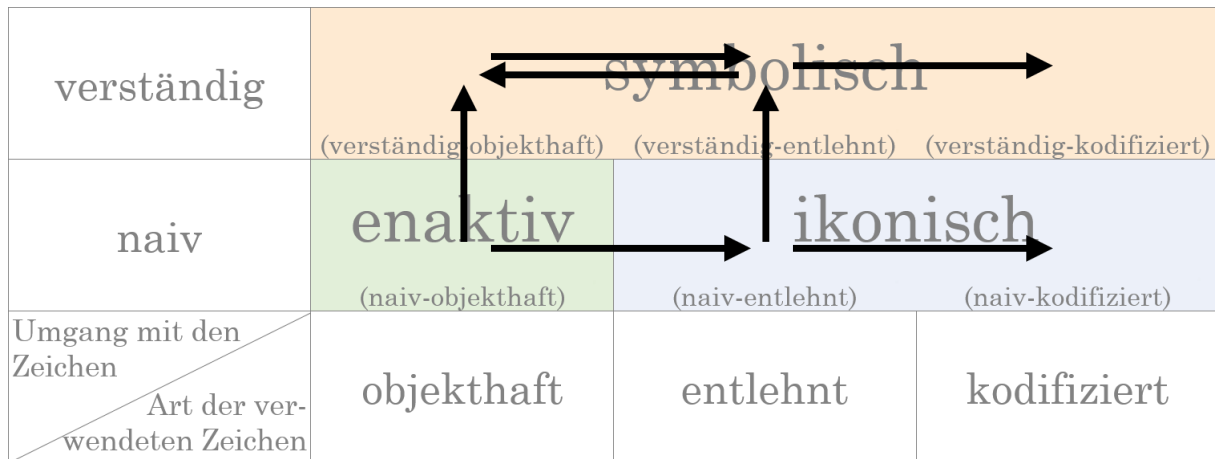 verständig
symbolisch
(verständig-objekthaft)
(verständig-entlehnt)
(verständig-kodifiziert)
naiv
enaktiv
ikonisch
(naiv-objekthaft)
(naiv-entlehnt)
(naiv-kodifiziert)
Umgang mit den
Zeichen
Art der ver-
wendeten Zeichen
objekthaft
entlehnt
kodifiziert